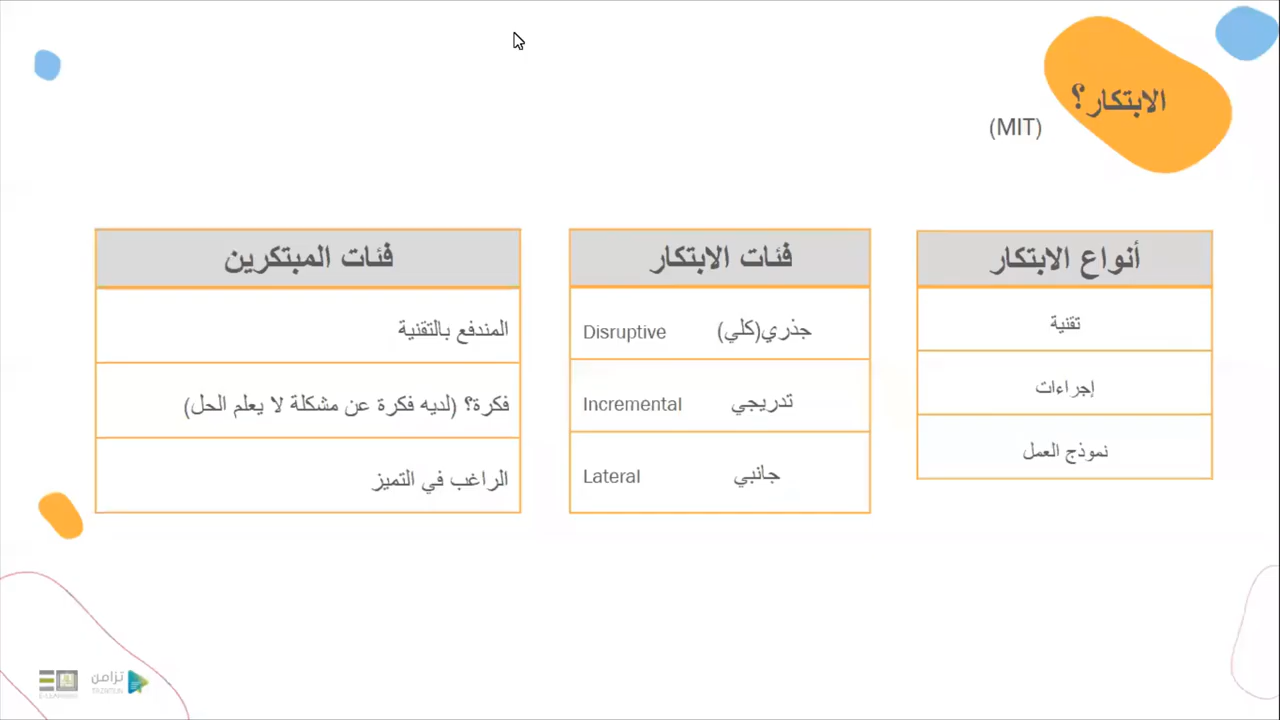 الابتكار؟
(MIT)
أنواع الابتكار
تقنية
إجراءات
نموذج العمل
فئات الابتكار
جذري(كلي) Disruptive
تدريجي Incremental
جانبي Lateral
فئات المبتكرين
المندفع بالتقنية
فكرة؟ (لديه فكرة عن مشكلة لا يعلم الحل)
الراغب في التميز
تزامن